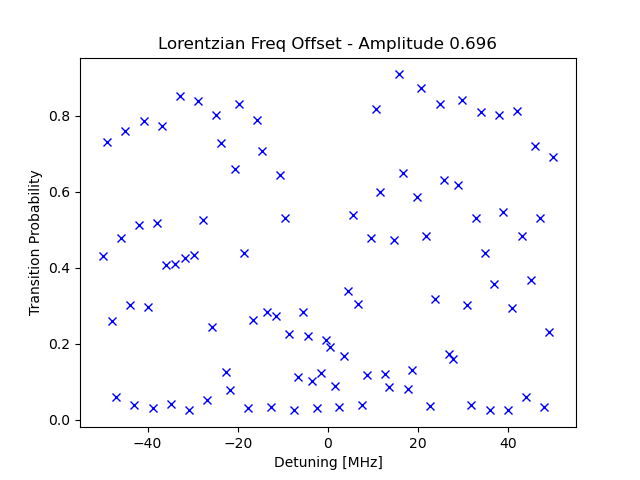 Lorentzian Freq Offset - Amplitude 0.696
Transition Probability
0.8
0.6
0.4
0.2
0.0
−40 −20 0 20 40
Detuning [MHz]